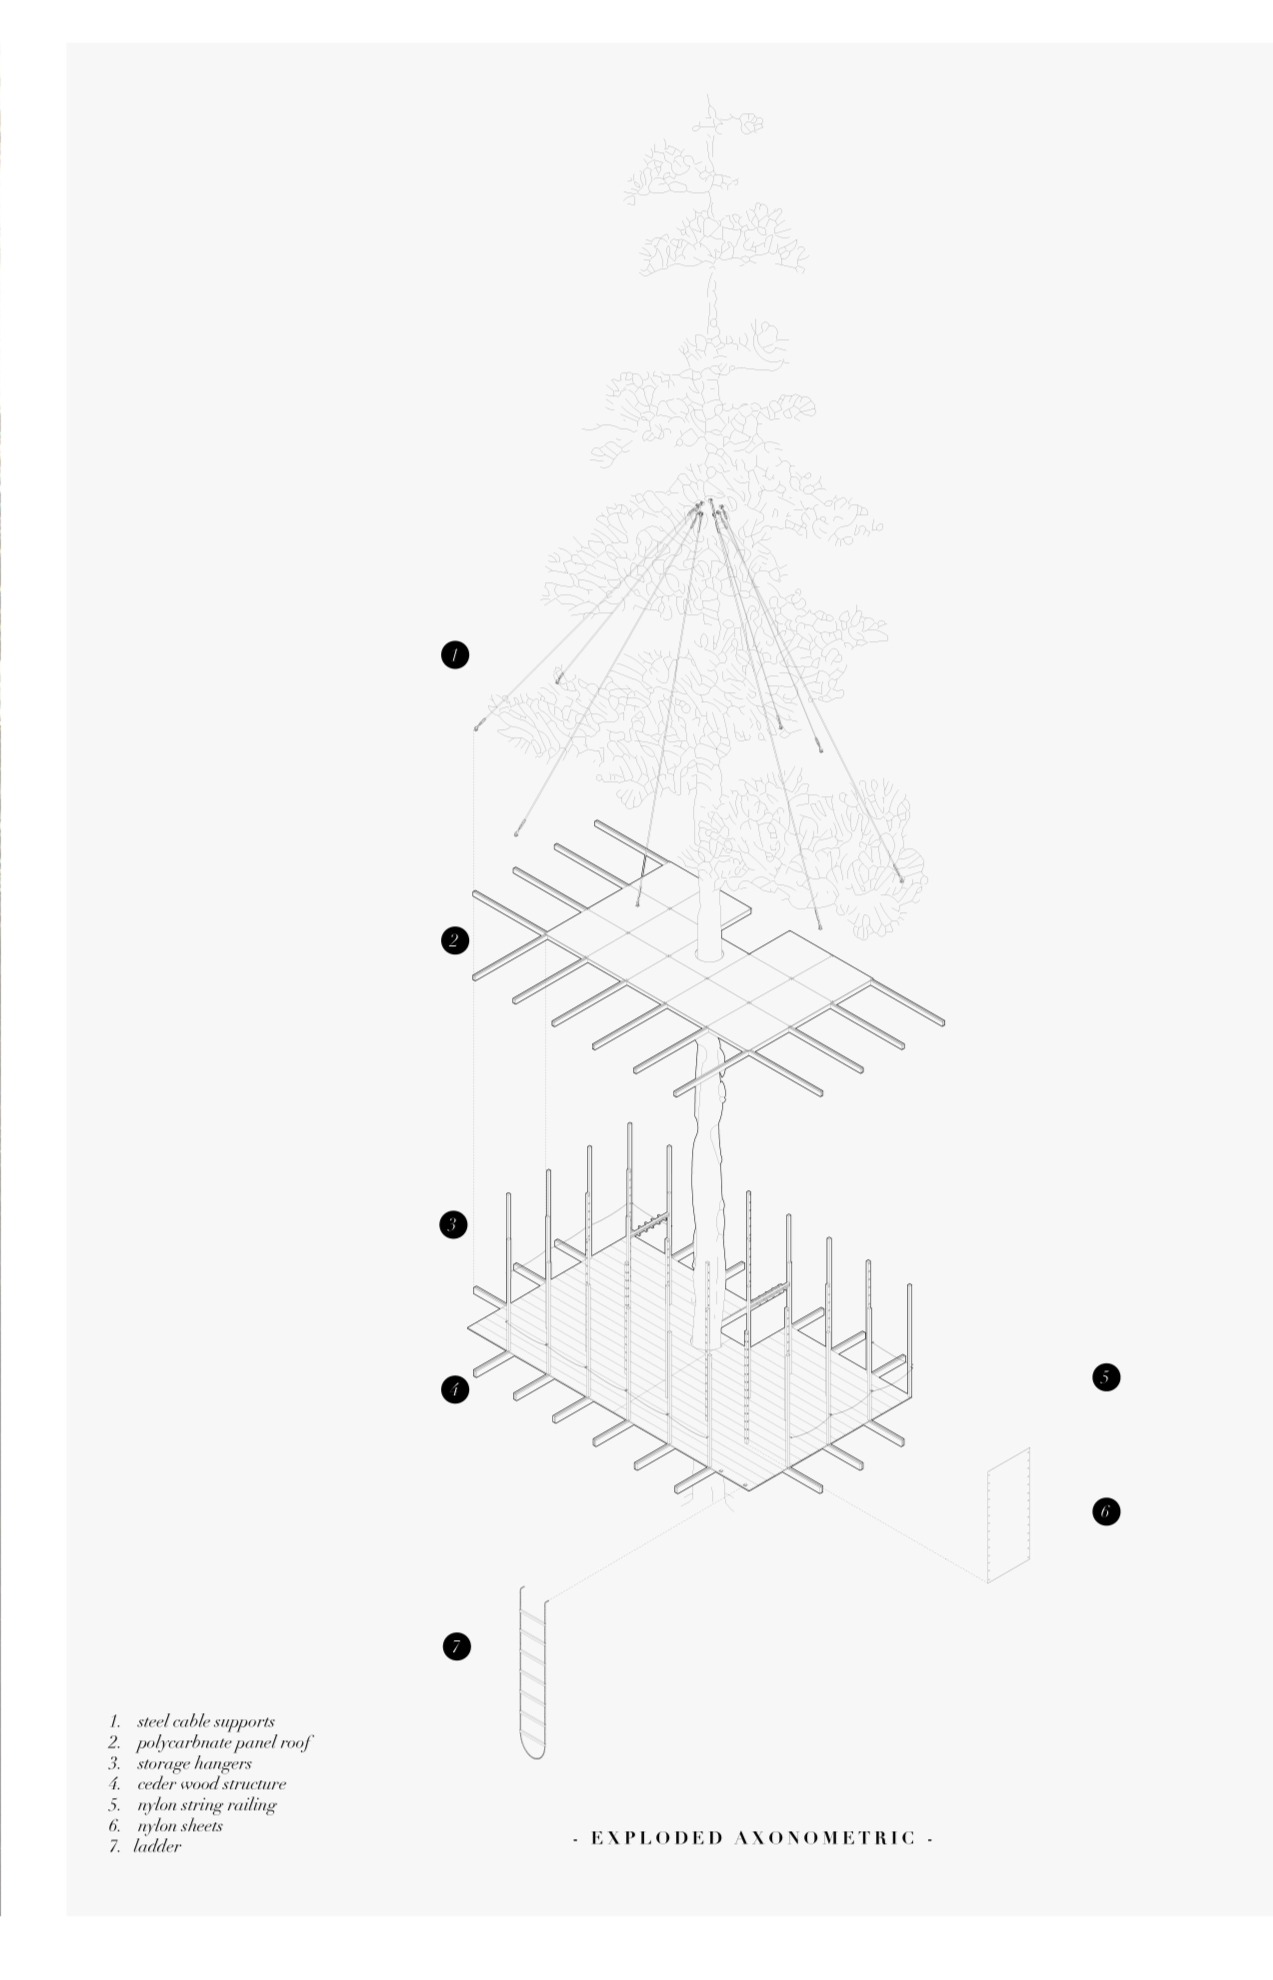 1
2
3
4
5
6
7
1. steel cable supports
2. polycarbnate panel roof
3. storage hangers
4. ceder wood structure
5. nylon string railing
6. nylon sheets
7. ladder
- EXPLODED AXONOMETRIC -